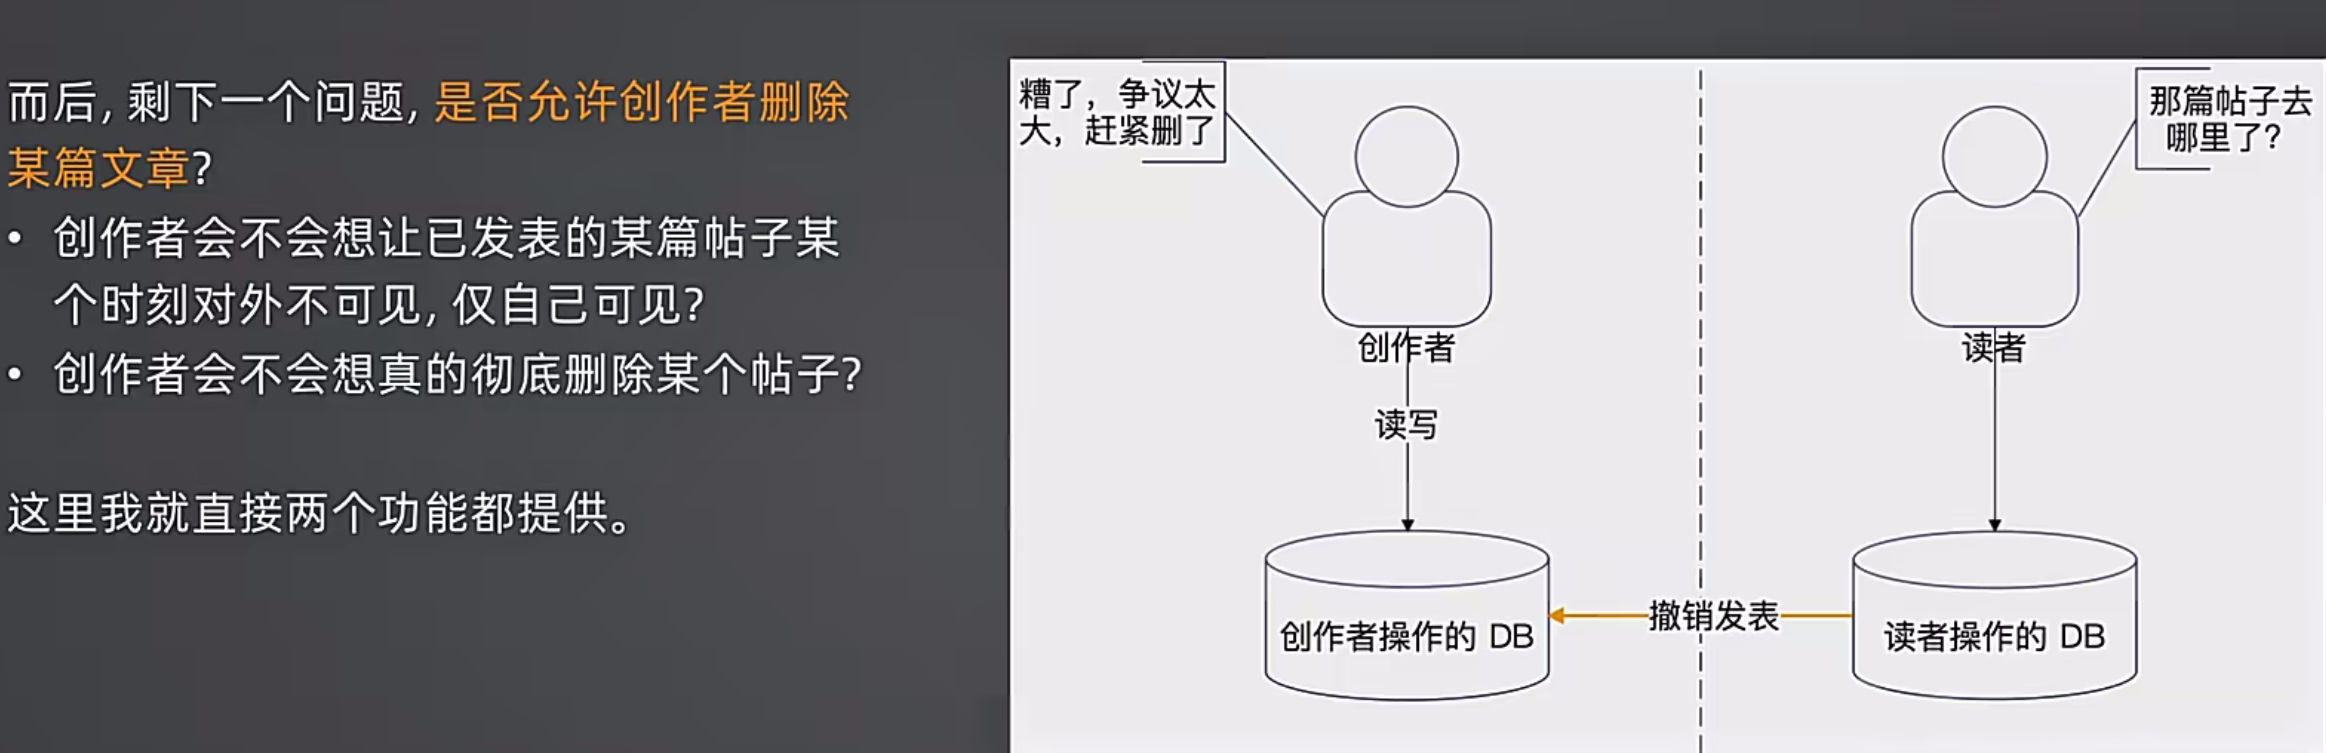 而后, 剩下一个问题, 是否允许创作者删除
某篇文章?
• 创作者会不会想让已发表的某篇帖子某
个时刻对外不可见, 仅自己可见?
• 创作者会不会想真的彻底删除某个帖子?
这里我就直接两个功能都提供。
糟了，争议太
大，赶紧删了
那篇帖子去
哪里了？
创作者
读者
读写
撤销发表
创作者操作的 DB
读者操作的 DB